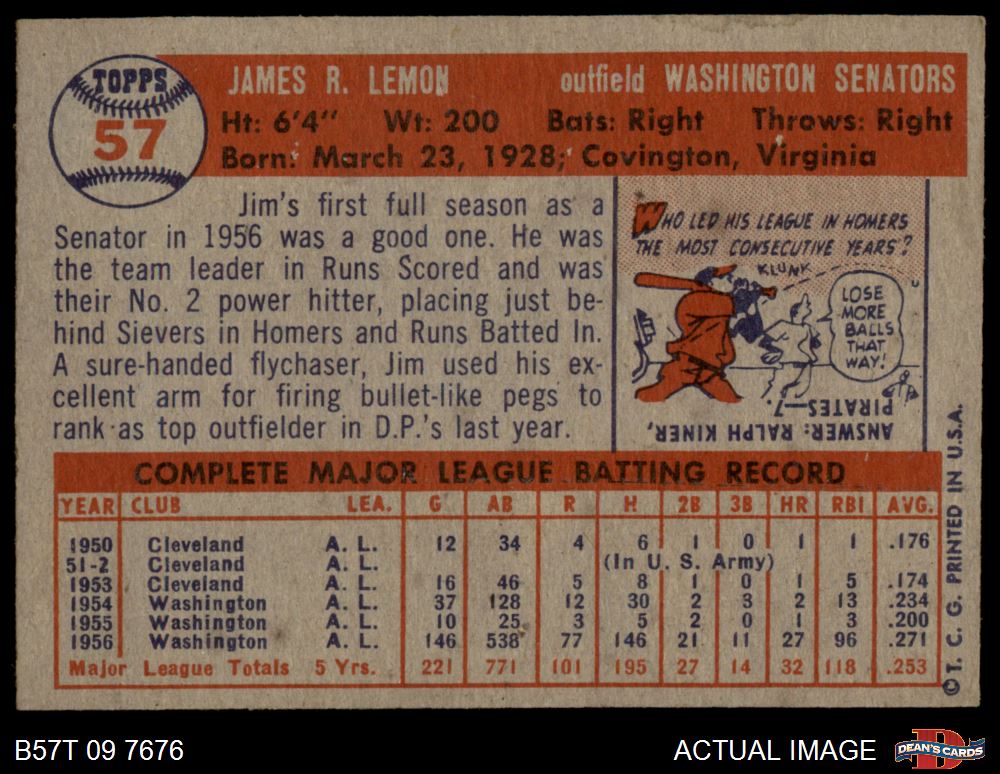 TOPPS
57
JAMES R. LEMON outfield WASHINGTON SENATORS
Ht: 6'4" Wt: 200 Bats: Right Throws: Right
Born: March 23, 1928; Covington, Virginia
Jim's first full season as a
Senator in 1956 was a good one. He was
the team leader in Runs Scored and was
their No. 2 power hitter, placing just be-
hind Sievers in Homers and Runs Batted In.
A sure-handed flychaser, Jim used his ex-
cellent arm for firing bullet-like pegs to
rank as top outfielder in D.P.'s last year.
WHO LED HIS LEAGUE IN HOMERS
THE MOST CONSECUTIVE YEARS?
KLUNK
LOSE
MORE
BALLS
THAT
WAY!
ANSWER: RALPH KINER,
PIRATES—7.
COMPLETE MAJOR LEAGUE BATTING RECORD
YEAR CLUB LEA. G AB R H 2B 3B HR RBI AVG.
1950 Cleveland A. L. 12 34 4 6 1 0 1 1 .176
51-2 Cleveland A. L. (In U. S. Army)
1953 Cleveland A. L. 16 46 5 8 1 0 1 5 .174
1954 Washington A. L. 37 128 12 30 2 3 2 13 .234
1955 Washington A. L. 10 25 3 5 2 0 1 3 .200
1956 Washington A. L. 146 538 77 146 21 11 27 96 .271
Major League Totals 5 Yrs. 221 771 101 195 27 14 32 118 .253
©T. C. G. PRINTED IN U.S.A.
B57T 09 7676
ACTUAL IMAGE
DEAN'S CARDS